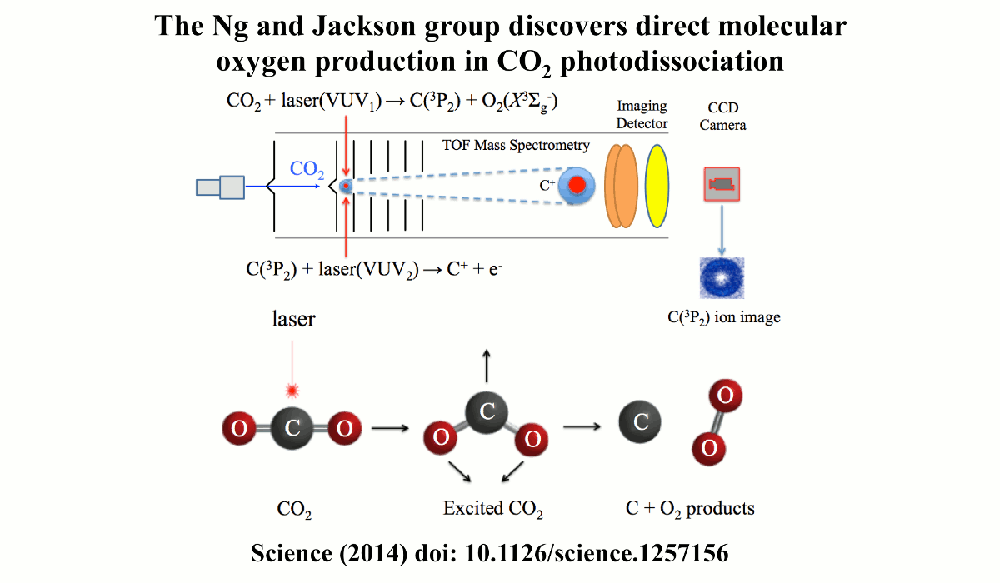 The Ng and Jackson group discovers direct molecular
oxygen production in CO₂ photodissociation
CO₂ + laser(VUV₁) → C(³P₂) + O₂(X³Σg⁻)
Imaging
Detector
CCD
Camera
TOF Mass Spectrometry
CO₂
C⁺
C(³P₂) + laser(VUV₂) → C⁺ + e⁻
C(³P₂) ion image
laser
O C O
C
O O
C
O
O
CO₂
Excited CO₂
C + O₂ products
Science (2014) doi: 10.1126/science.1257156